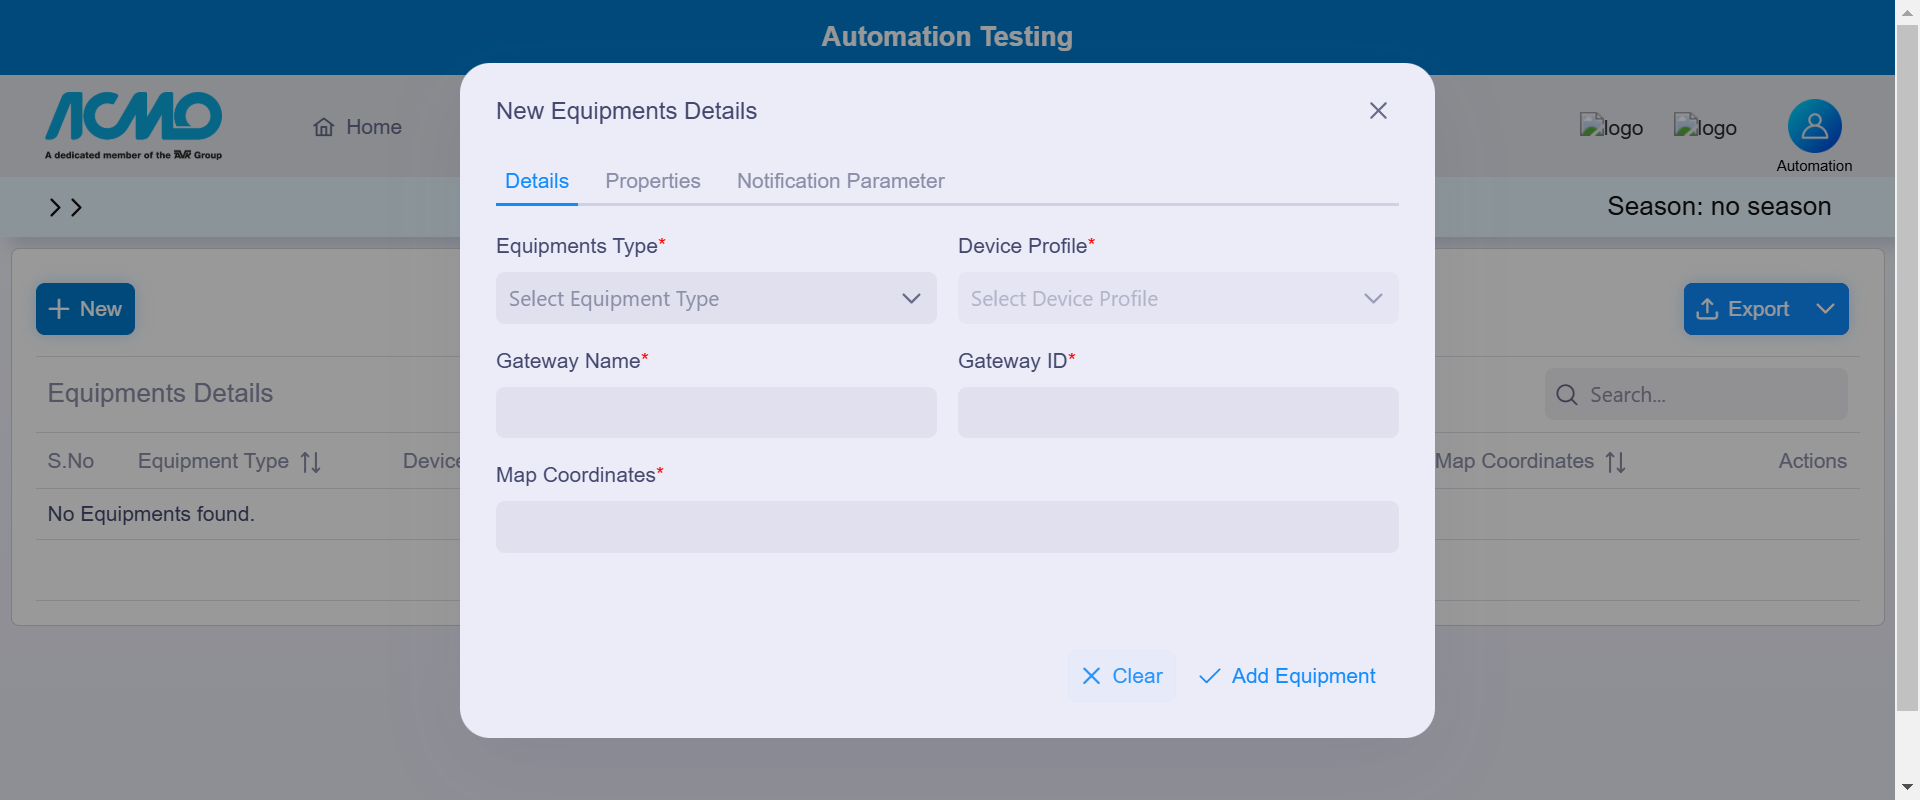 Automation Testing
ACMO
A dedicated member of the AVR Group
Home
logo
logo
Automation
Season: no season
New
Export
Equipments Details
Search...
S.No
Equipment Type
Device
Map Coordinates
Actions
No Equipments found.
New Equipments Details
Details
Properties
Notification Parameter
Equipments Type*
Device Profile*
Select Equipment Type
Select Device Profile
Gateway Name*
Gateway ID*
Map Coordinates*
Clear
Add Equipment